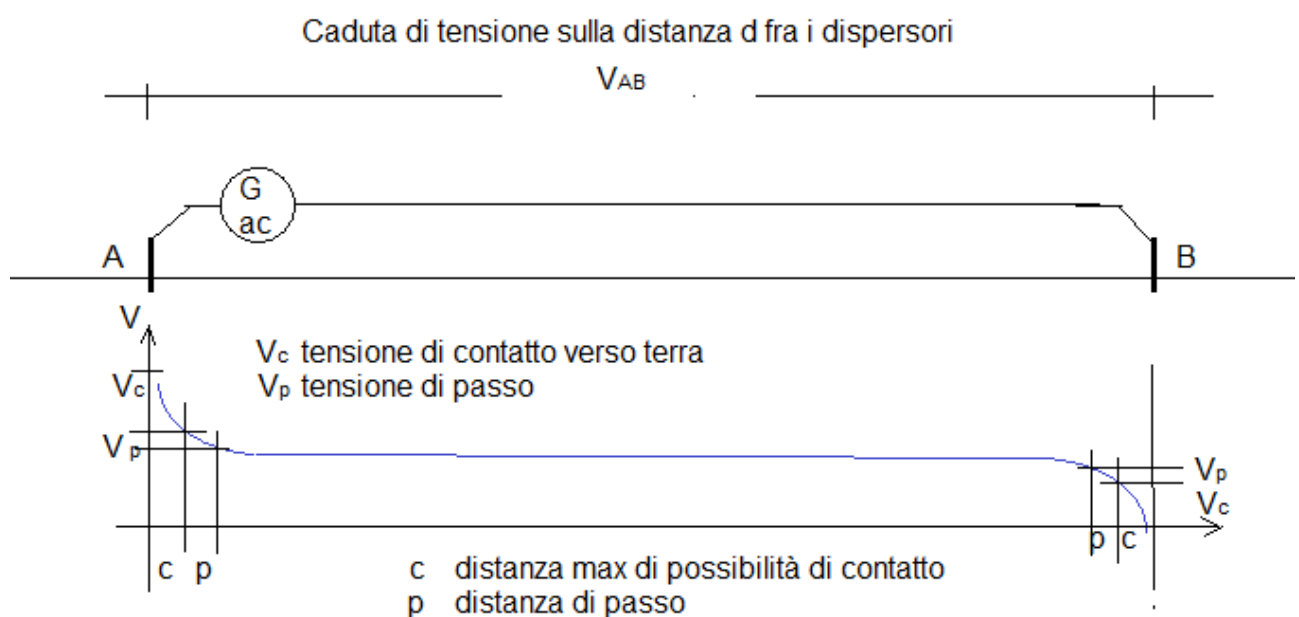 Caduta di tensione sulla distanza d fra i dispersori
VAB
G
ac
A
B
V
Vc tensione di contatto verso terra
Vc
Vp tensione di passo
Vp
Vp
Vc
p c
c p
c distanza max di possibilità di contatto
p distanza di passo